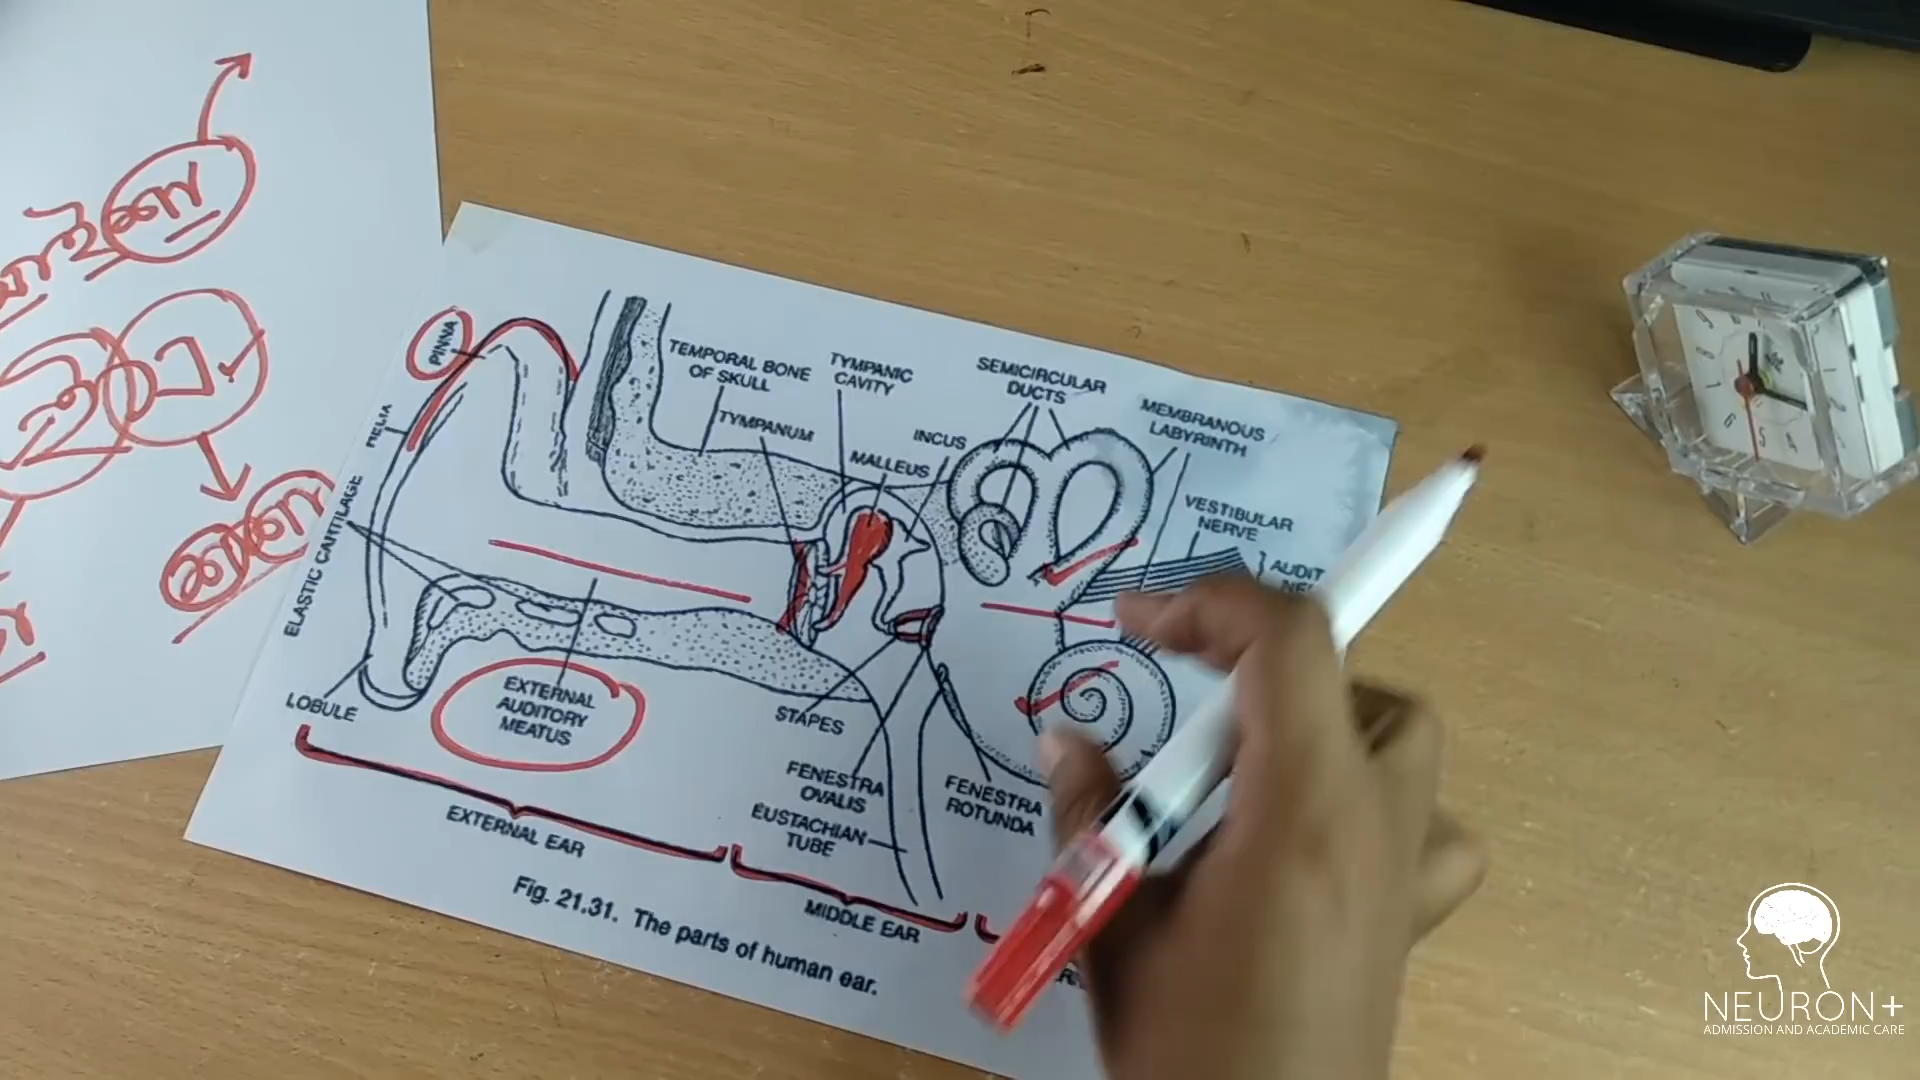 PINNA
HELIA
ELASTIC CARTILAGE
LOBULE
TEMPORAL BONE
OF SKULL
TYMPANUM
TYMPANIC
CAVITY
MALLEUS
INCUS
SEMICIRCULAR
DUCTS
MEMBRANOUS
LABYRINTH
VESTIBULAR
NERVE
EXTERNAL
AUDITORY
MEATUS
STAPES
FENESTRA
OVALIS
EUSTACHIAN
TUBE
FENESTRA
ROTUNDA
EXTERNAL EAR
MIDDLE EAR
Fig. 21.31. The parts of human ear.
NEURON+
ADMISSION AND ACADEMIC CARE